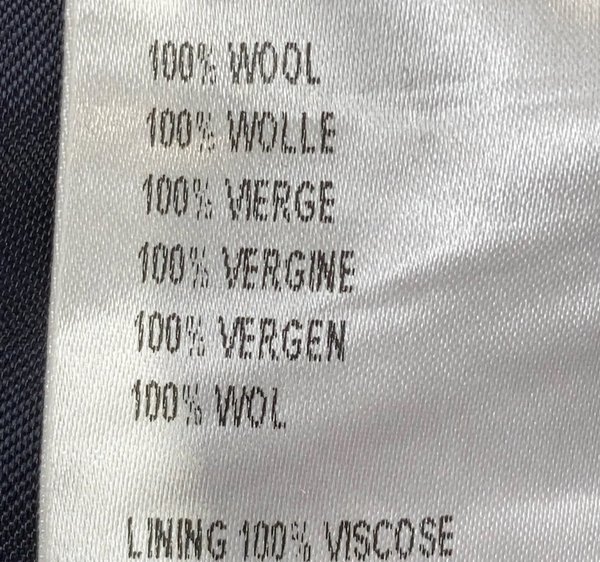 100% WOOL
100% WOLLE
100% VIERGE
100% VERGINE
100% VERGEN
100% WOL
LINING 100% VISCOSE